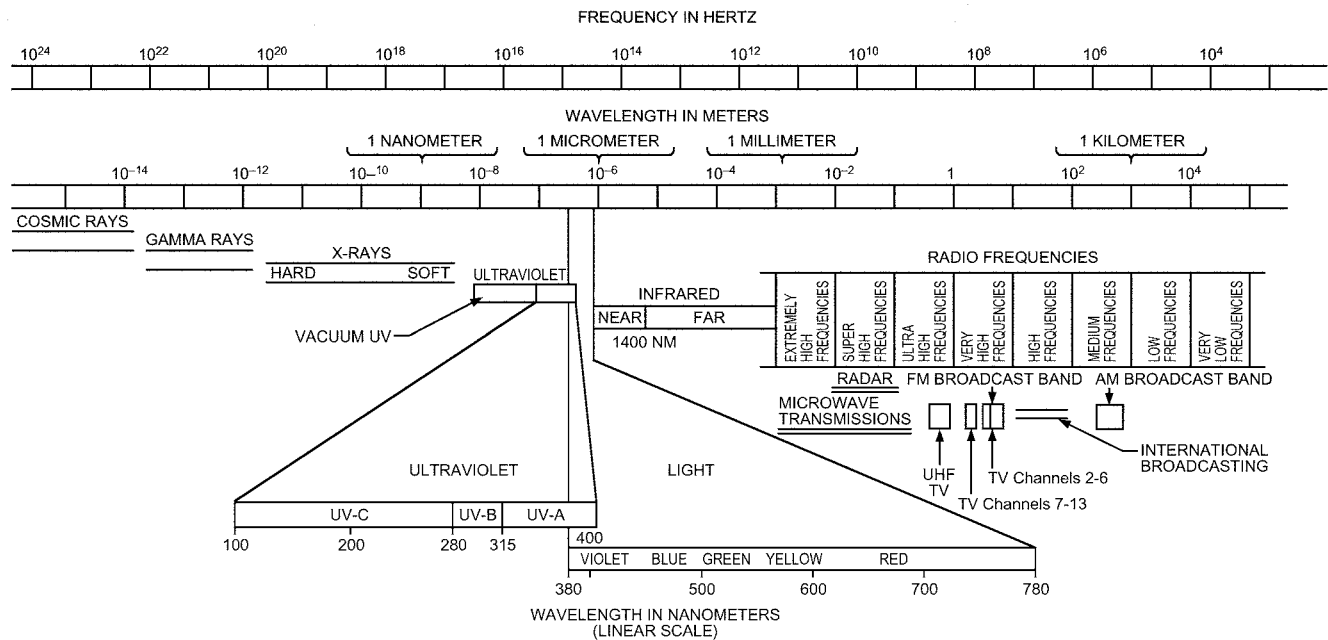 FREQUENCY IN HERTZ
10^24 10^22 10^20 10^18 10^16 10^14 10^12 10^10 10^8 10^6 10^4
WAVELENGTH IN METERS
1 NANOMETER 1 MICROMETER 1 MILLIMETER 1 KILOMETER
10^–14 10^–12 10^–10 10^–8 10^–6 10^–4 10^–2 1 10^2 10^4
COSMIC RAYS
GAMMA RAYS
X-RAYS
HARD SOFT
ULTRAVIOLET
VACUUM UV
INFRARED
NEAR FAR
1400 NM
RADIO FREQUENCIES
EXTREMELY
HIGH
FREQUENCIES
SUPER
HIGH
FREQUENCIES
ULTRA
HIGH
FREQUENCIES
VERY
HIGH
FREQUENCIES
HIGH
FREQUENCIES
MEDIUM
FREQUENCIES
LOW
FREQUENCIES
VERY
LOW
FREQUENCIES
RADAR FM BROADCAST BAND AM BROADCAST BAND
MICROWAVE
TRANSMISSIONS
INTERNATIONAL
BROADCASTING
UHF
TV
TV Channels 2-6
TV Channels 7-13
ULTRAVIOLET LIGHT
UV-C UV-B UV-A
100 200 280 315 400
VIOLET BLUE GREEN YELLOW RED
380 500 600 700 780
WAVELENGTH IN NANOMETERS
(LINEAR SCALE)